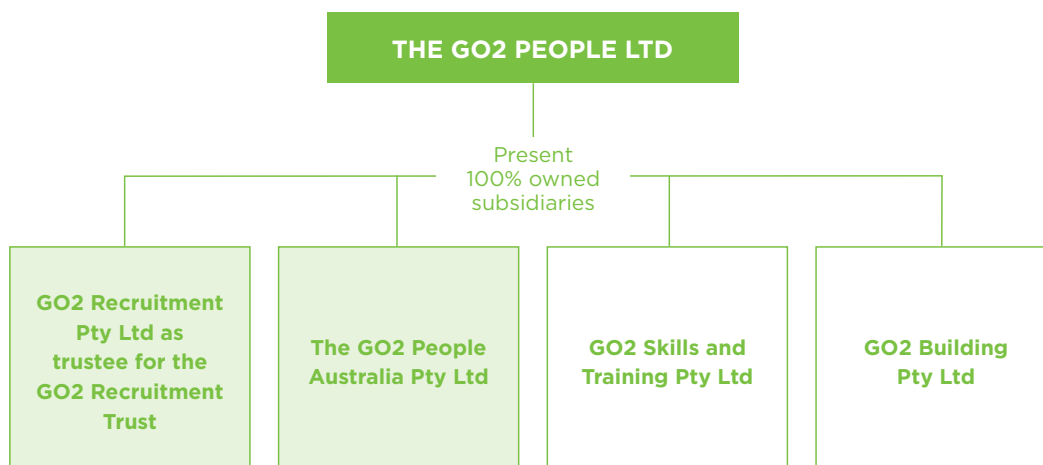 THE GO2 PEOPLE LTD
Present
100% owned
subsidiaries
GO2 Recruitment
Pty Ltd as
trustee for the
GO2 Recruitment
Trust
The GO2 People
Australia Pty Ltd
GO2 Skills and
Training Pty Ltd
GO2 Building
Pty Ltd